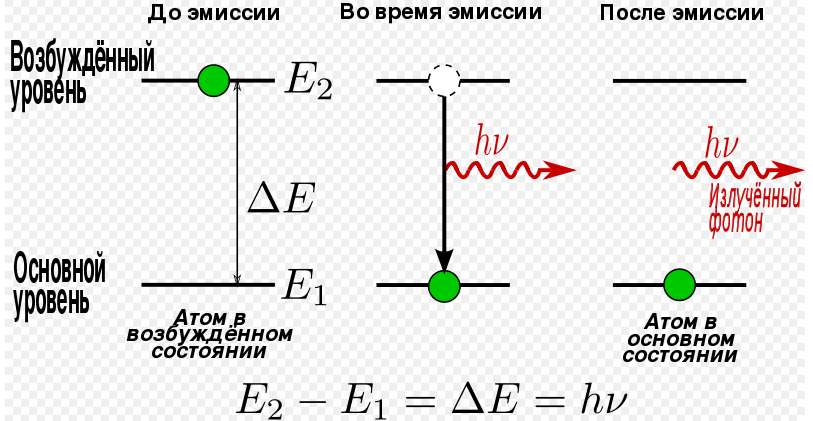 До эмиссии
Во время эмиссии
После эмиссии
Возбуждённый
уровень
E₂
hν
hν
ΔE
Излучённый
фотон
Основной
уровень
E₁
Атом в
возбуждённом
состоянии
Атом в
основном
состоянии
E₂ − E₁ = ΔE = hν